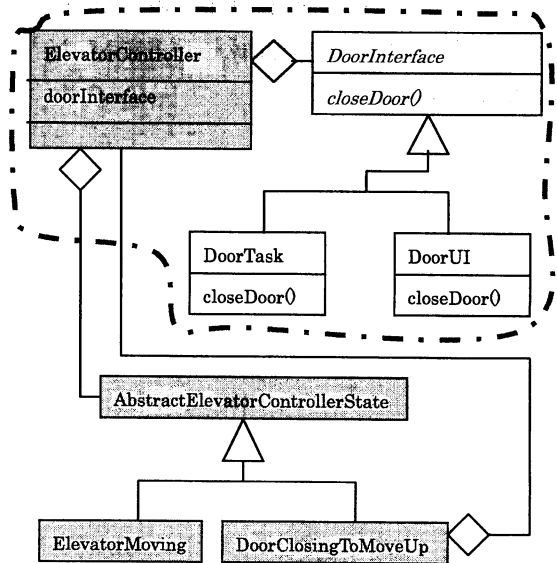 ElevatorController
doorInterface
DoorInterface
closeDoor()
DoorTask
closeDoor()
DoorUI
closeDoor()
AbstractElevatorControllerState
ElevatorMoving
DoorClosingToMoveUp